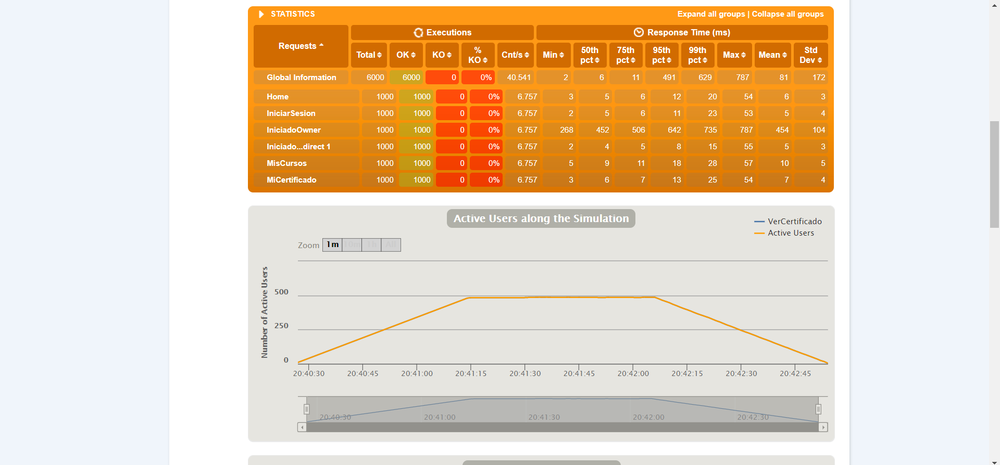 STATISTICS Expand all groups | Collapse all groups
Requests Executions Response Time (ms)
Total OK KO % KO Cnt/s Min 50th pct 75th pct 95th pct 99th pct Max Mean Std Dev
Global Information 6000 6000 0 0% 40.541 2 6 11 491 629 787 81 172
Home 1000 1000 0 0% 6.757 3 5 6 12 20 54 6 3
IniciarSesion 1000 1000 0 0% 6.757 2 5 6 11 23 53 5 4
IniciadoOwner 1000 1000 0 0% 6.757 268 452 506 642 735 787 454 104
Iniciado...direct 1 1000 1000 0 0% 6.757 2 4 5 8 15 55 5 3
MisCursos 1000 1000 0 0% 6.757 5 9 11 18 28 57 10 5
MiCertificado 1000 1000 0 0% 6.757 3 6 7 13 25 54 7 4
Active Users along the Simulation
VerCertificado
Active Users
Zoom 1m 10m 1h All
Number of Active Users
500
250
0
20:40:30 20:40:45 20:41:00 20:41:15 20:41:30 20:41:45 20:42:00 20:42:15 20:42:30 20:42:45
20:40:30 20:41:00 20:41:30 20:42:00 20:42:30